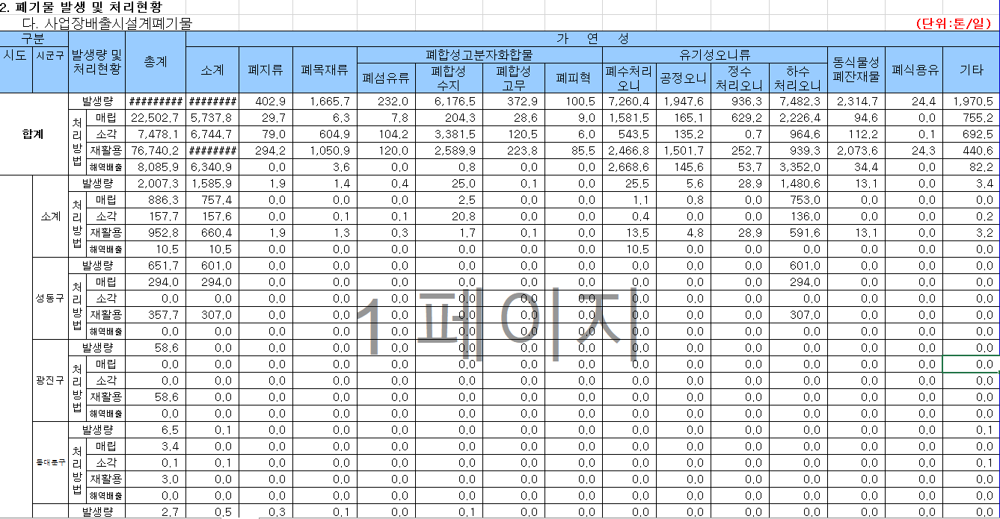 2. 폐기물 발생 및 처리현황
다. 사업장배출시설계폐기물 (단위:톤/일)
구분 발생량 및 처리현황 총계 가 연 성
시도 시군구 소계 폐지류 폐목재류 폐합성고분자화합물 유기성오니류 동식물성 폐잔재물 폐식용유 기타
폐섬유류 폐합성 수지 폐합성 고무 폐피혁 폐수처리 오니 공정오니 정수 처리오니 하수 처리오니
합계 처리방법
발생량 ######### ######## 402.9 1,665.7 232.0 6,176.5 372.9 100.5 7,260.4 1,947.6 936.3 7,482.3 2,314.7 24.4 1,970.5
매립 22,502.7 5,737.8 29.7 6.3 7.8 204.3 28.6 9.0 1,581.5 165.1 629.2 2,226.4 94.6 0.0 755.2
소각 7,478.1 6,744.7 79.0 604.9 104.2 3,381.5 120.5 6.0 543.5 135.2 0.7 964.6 112.2 0.1 692.5
재활용 76,740.2 ######## 294.2 1,050.9 120.0 2,589.9 223.8 85.5 2,466.8 1,501.7 252.7 939.3 2,073.6 24.3 440.6
해역배출 8,085.9 6,340.9 0.0 3.6 0.0 0.8 0.0 0.0 2,668.6 145.6 53.7 3,352.0 34.4 0.0 82.2
소계 처리방법
발생량 2,007.3 1,585.9 1.9 1.4 0.4 25.0 0.1 0.0 25.5 5.6 28.9 1,480.6 13.1 0.0 3.4
매립 886.3 757.4 0.0 0.0 0.0 2.5 0.0 0.0 1.1 0.8 0.0 753.0 0.0 0.0 0.0
소각 157.7 157.6 0.0 0.1 0.1 20.8 0.0 0.0 0.4 0.0 0.0 136.0 0.0 0.0 0.2
재활용 952.8 660.4 1.9 1.3 0.3 1.7 0.1 0.0 13.5 4.8 28.9 591.6 13.1 0.0 3.2
해역배출 10.5 10.5 0.0 0.0 0.0 0.0 0.0 0.0 10.5 0.0 0.0 0.0 0.0 0.0 0.0
성동구 처리방법
발생량 651.7 601.0 0.0 0.0 0.0 0.0 0.0 0.0 0.0 0.0 0.0 601.0 0.0 0.0 0.0
매립 294.0 294.0 0.0 0.0 0.0 0.0 0.0 0.0 0.0 0.0 0.0 294.0 0.0 0.0 0.0
소각 0.0 0.0 0.0 0.0 0.0 0.0 0.0 0.0 0.0 0.0 0.0 0.0 0.0 0.0 0.0
재활용 357.7 307.0 0.0 0.0 0.0 0.0 0.0 0.0 0.0 0.0 0.0 307.0 0.0 0.0 0.0
해역배출 0.0 0.0 0.0 0.0 0.0 0.0 0.0 0.0 0.0 0.0 0.0 0.0 0.0 0.0 0.0
1 페이지
광진구 처리방법
발생량 58.6 0.0 0.0 0.0 0.0 0.0 0.0 0.0 0.0 0.0 0.0 0.0 0.0 0.0 0.0
매립 0.0 0.0 0.0 0.0 0.0 0.0 0.0 0.0 0.0 0.0 0.0 0.0 0.0 0.0 0.0
소각 0.0 0.0 0.0 0.0 0.0 0.0 0.0 0.0 0.0 0.0 0.0 0.0 0.0 0.0 0.0
재활용 58.6 0.0 0.0 0.0 0.0 0.0 0.0 0.0 0.0 0.0 0.0 0.0 0.0 0.0 0.0
해역배출 0.0 0.0 0.0 0.0 0.0 0.0 0.0 0.0 0.0 0.0 0.0 0.0 0.0 0.0 0.0
동대문구 처리방법
발생량 6.5 0.1 0.0 0.0 0.0 0.0 0.0 0.0 0.0 0.0 0.0 0.0 0.0 0.0 0.1
매립 3.4 0.0 0.0 0.0 0.0 0.0 0.0 0.0 0.0 0.0 0.0 0.0 0.0 0.0 0.0
소각 0.1 0.1 0.0 0.0 0.0 0.0 0.0 0.0 0.0 0.0 0.0 0.0 0.0 0.0 0.1
재활용 3.0 0.0 0.0 0.0 0.0 0.0 0.0 0.0 0.0 0.0 0.0 0.0 0.0 0.0 0.0
해역배출 0.0 0.0 0.0 0.0 0.0 0.0 0.0 0.0 0.0 0.0 0.0 0.0 0.0 0.0 0.0
발생량 2.7 0.5 0.3 0.1 0.0 0.1 0.0 0.0 0.0 0.0 0.0 0.0 0.0 0.0 0.0